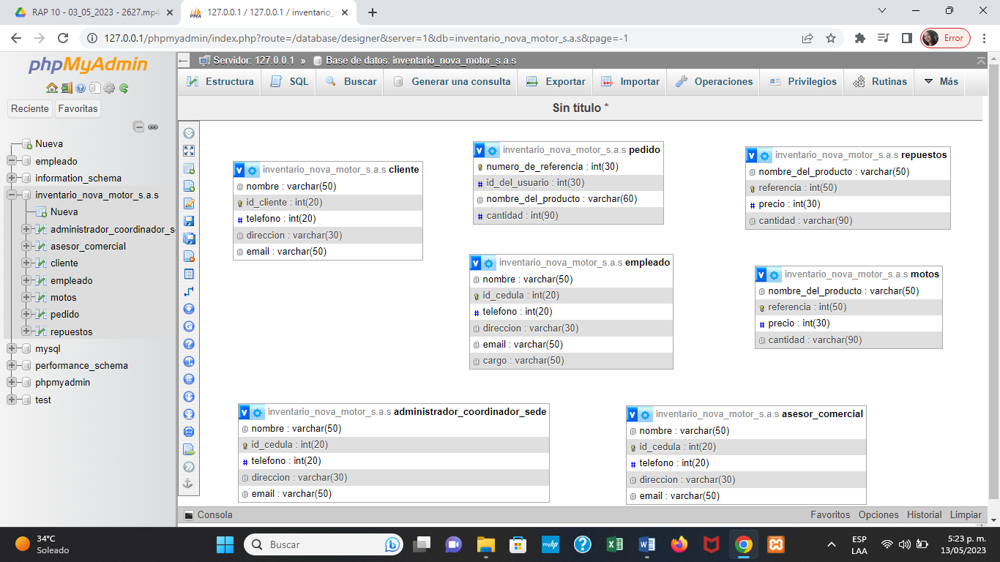 RAP 10 - 03_05_2023 - 2627.mp4
127.0.0.1 / 127.0.0.1 / inventario_
127.0.0.1/phpmyadmin/index.php?route=/database/designer&server=1&db=inventario_nova_motor_s.a.s&page=-1
Error
phpMyAdmin
Reciente
Favoritas
Nueva
empleado
information_schema
inventario_nova_motor_s.a.s
Nueva
administrador_coordinador_s
asesor_comercial
cliente
empleado
motos
pedido
repuestos
mysql
performance_schema
phpmyadmin
test
Servidor: 127.0.0.1 » Base de datos: inventario_nova_motor_s.a.s
Estructura SQL Buscar Generar una consulta Exportar Importar Operaciones Privilegios Rutinas Más
Sin título *
inventario_nova_motor_s.a.s cliente
nombre : varchar(50)
id_cliente : int(20)
telefono : int(20)
direccion : varchar(30)
email : varchar(50)
inventario_nova_motor_s.a.s pedido
numero_de_referencia : int(30)
id_del_usuario : int(30)
nombre_del_producto : varchar(60)
cantidad : int(90)
inventario_nova_motor_s.a.s repuestos
nombre_del_producto : varchar(50)
referencia : int(50)
precio : int(30)
cantidad : varchar(90)
inventario_nova_motor_s.a.s empleado
nombre : varchar(50)
id_cedula : int(20)
telefono : int(20)
direccion : varchar(30)
email : varchar(50)
cargo : varchar(50)
inventario_nova_motor_s.a.s motos
nombre_del_producto : varchar(50)
referencia : int(50)
precio : int(30)
cantidad : varchar(90)
inventario_nova_motor_s.a.s administrador_coordinador_sede
nombre : varchar(50)
id_cedula : int(20)
telefono : int(20)
direccion : varchar(30)
email : varchar(50)
inventario_nova_motor_s.a.s asesor_comercial
nombre : varchar(50)
id_cedula : int(20)
telefono : int(20)
direccion : varchar(30)
email : varchar(50)
Consola
Favoritos Opciones Historial Limpiar
34°C
Soleado
Buscar
ESP
LAA
5:23 p. m.
13/05/2023